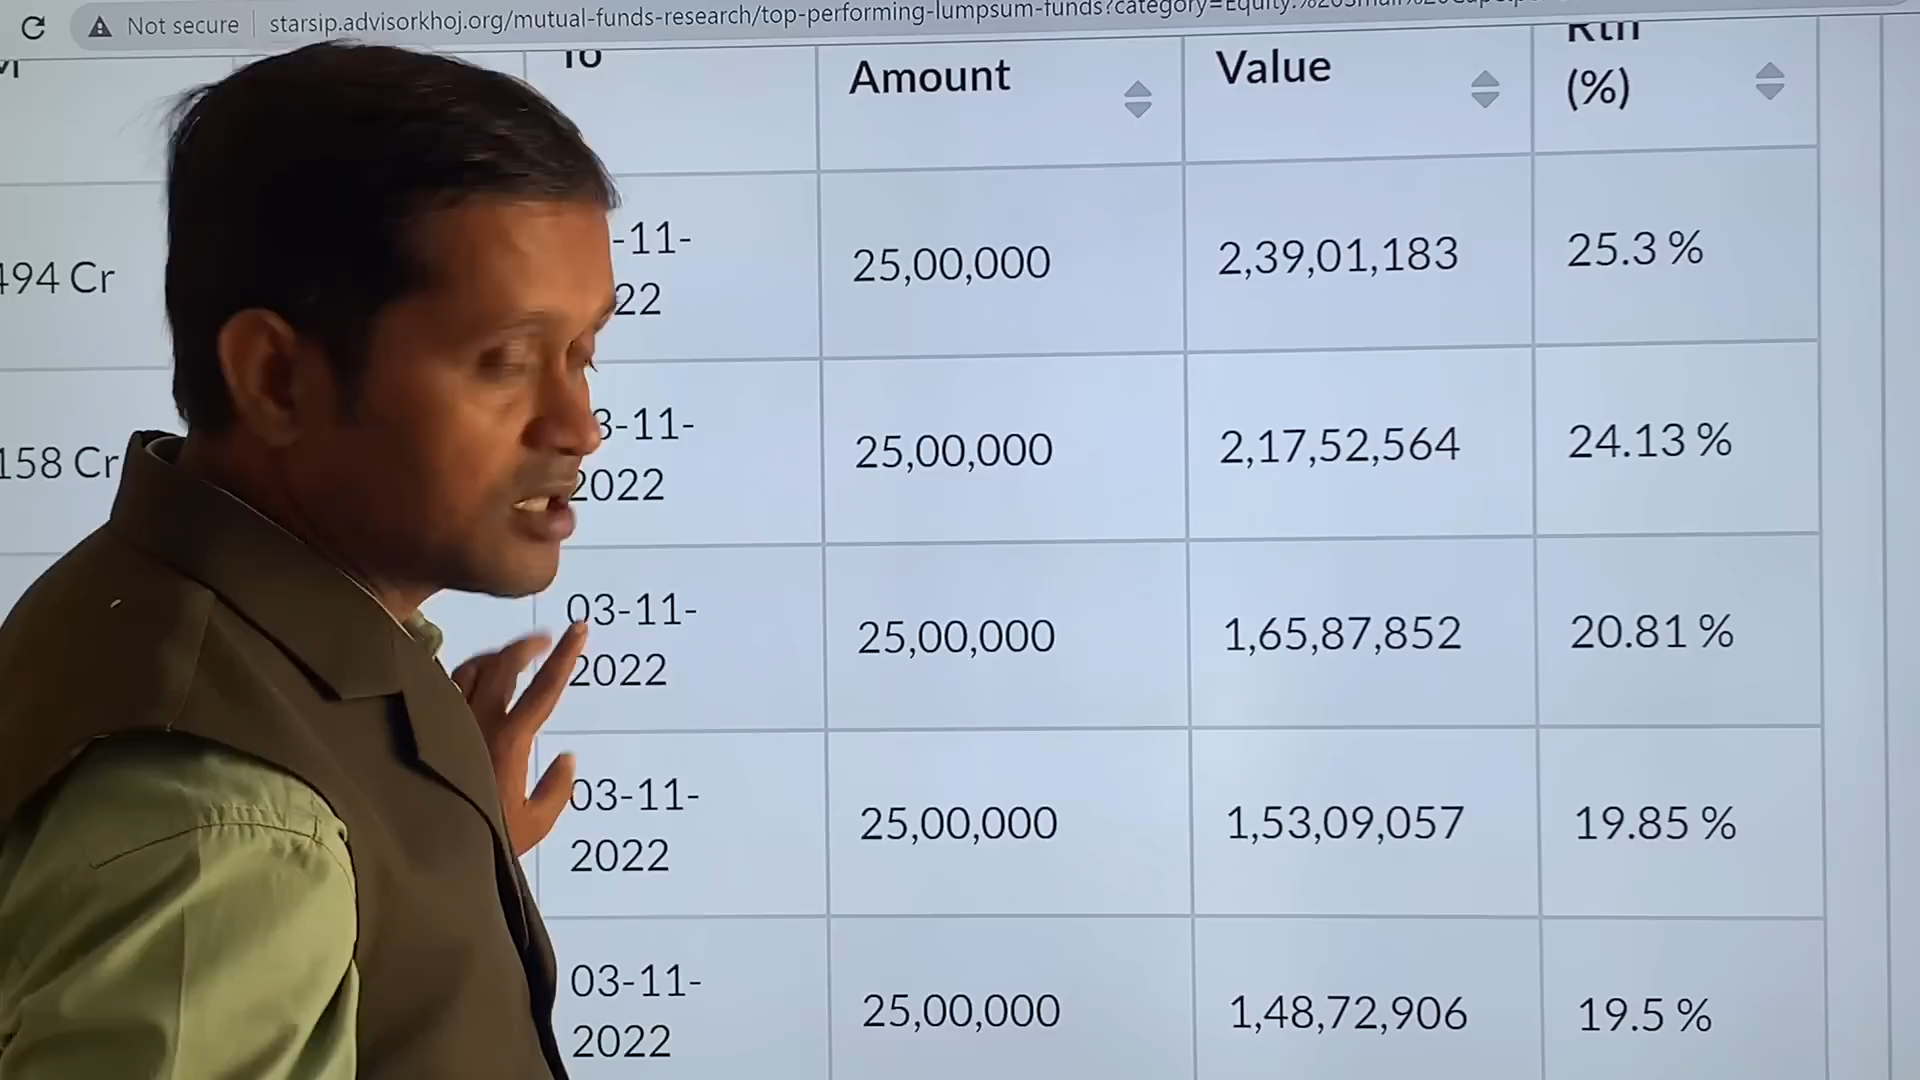 Not secure starsip.advisorkhoj.org/mutual-funds-research/top-performing-lumpsum-funds?category=Equity:%20Small%20Cap
To Amount Value Rtn
(%)
494 Cr -11- 25,00,000 2,39,01,183 25.3 %
22
158 Cr 3-11- 25,00,000 2,17,52,564 24.13 %
2022
03-11- 25,00,000 1,65,87,852 20.81 %
2022
03-11- 25,00,000 1,53,09,057 19.85 %
2022
03-11- 25,00,000 1,48,72,906 19.5 %
2022